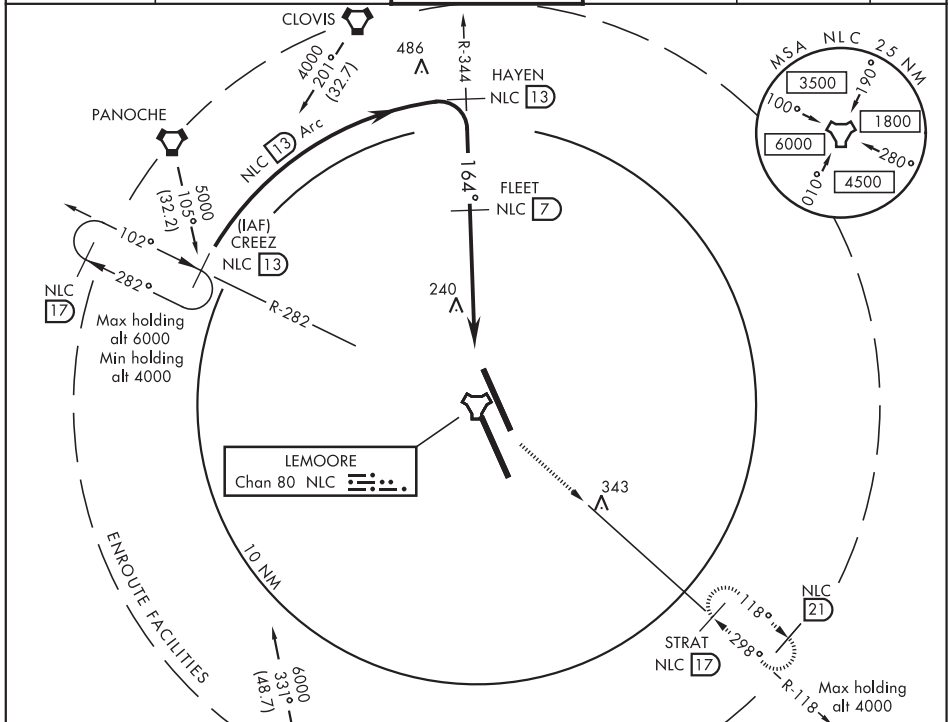 CLOVIS
4000
201°
(32.7)
486
R-344
HAYEN
NLC 13
MSA NLC 25 NM
3500
190°
100°
1800
6000
280°
010°
4500
PANOCHE
5000
105°
(32.2)
NLC 13 Arc
164°
FLEET
NLC 7
(IAF)
CREEZ
NLC 13
102°
282°
NLC
17
R-282
Max holding
alt 6000
Min holding
alt 4000
240
LEMOORE
Chan 80 NLC
343
10 NM
ENROUTE FACILITIES
6000
331°
(48.7)
118°
298°
NLC
21
STRAT
NLC 17
R-118
Max holding
alt 4000